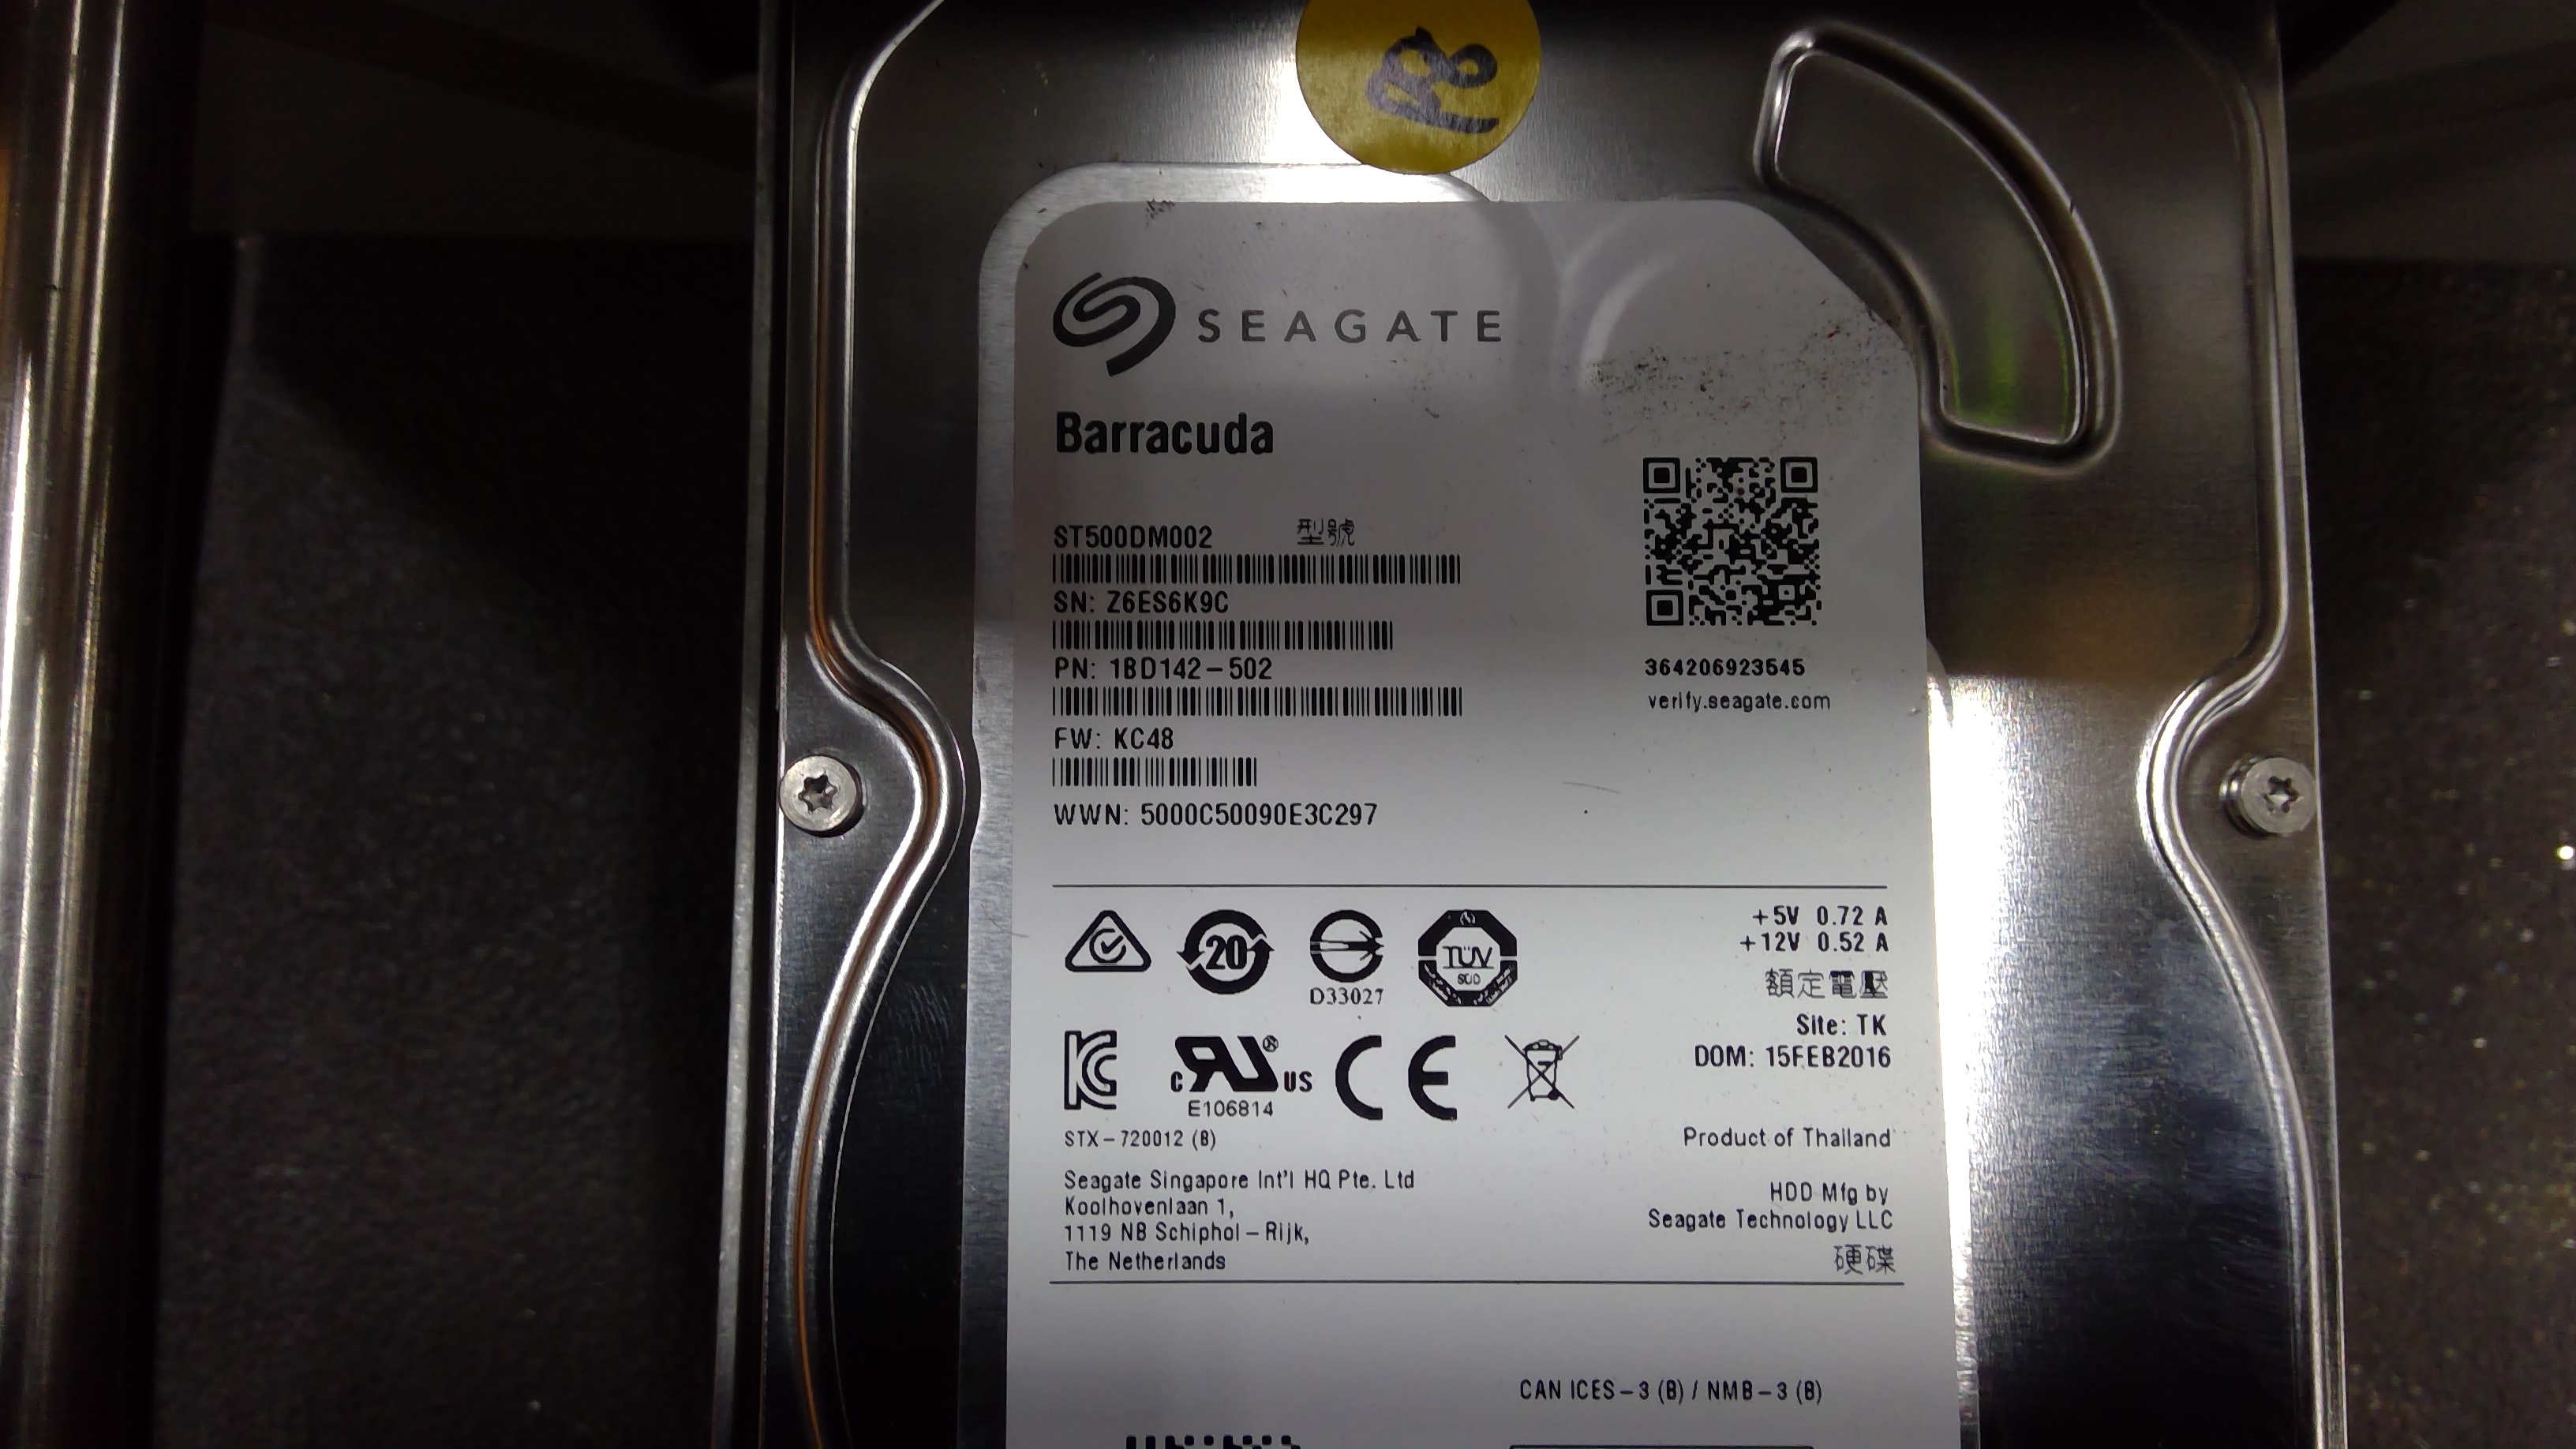 SEAGATE
Barracuda
ST500DM002 型號
SN: Z6ES6K9C
PN: 1BD142-502
FW: KC48
WWN: 5000C50090E3C297
364206923545
verify.seagate.com
20
D33027
TÜV
SÜD
+5V 0.72 A
+12V 0.52 A
額定電壓
Site: TK
DOM: 15FEB2016
c US
E106814
CE
STX-720012 (B)
Product of Thailand
Seagate Singapore Int'l HQ Pte. Ltd
Koolhovenlaan 1,
1119 NB Schiphol-Rijk,
The Netherlands
HDD Mfg by
Seagate Technology LLC
硬碟
CAN ICES-3 (B) / NMB-3 (B)